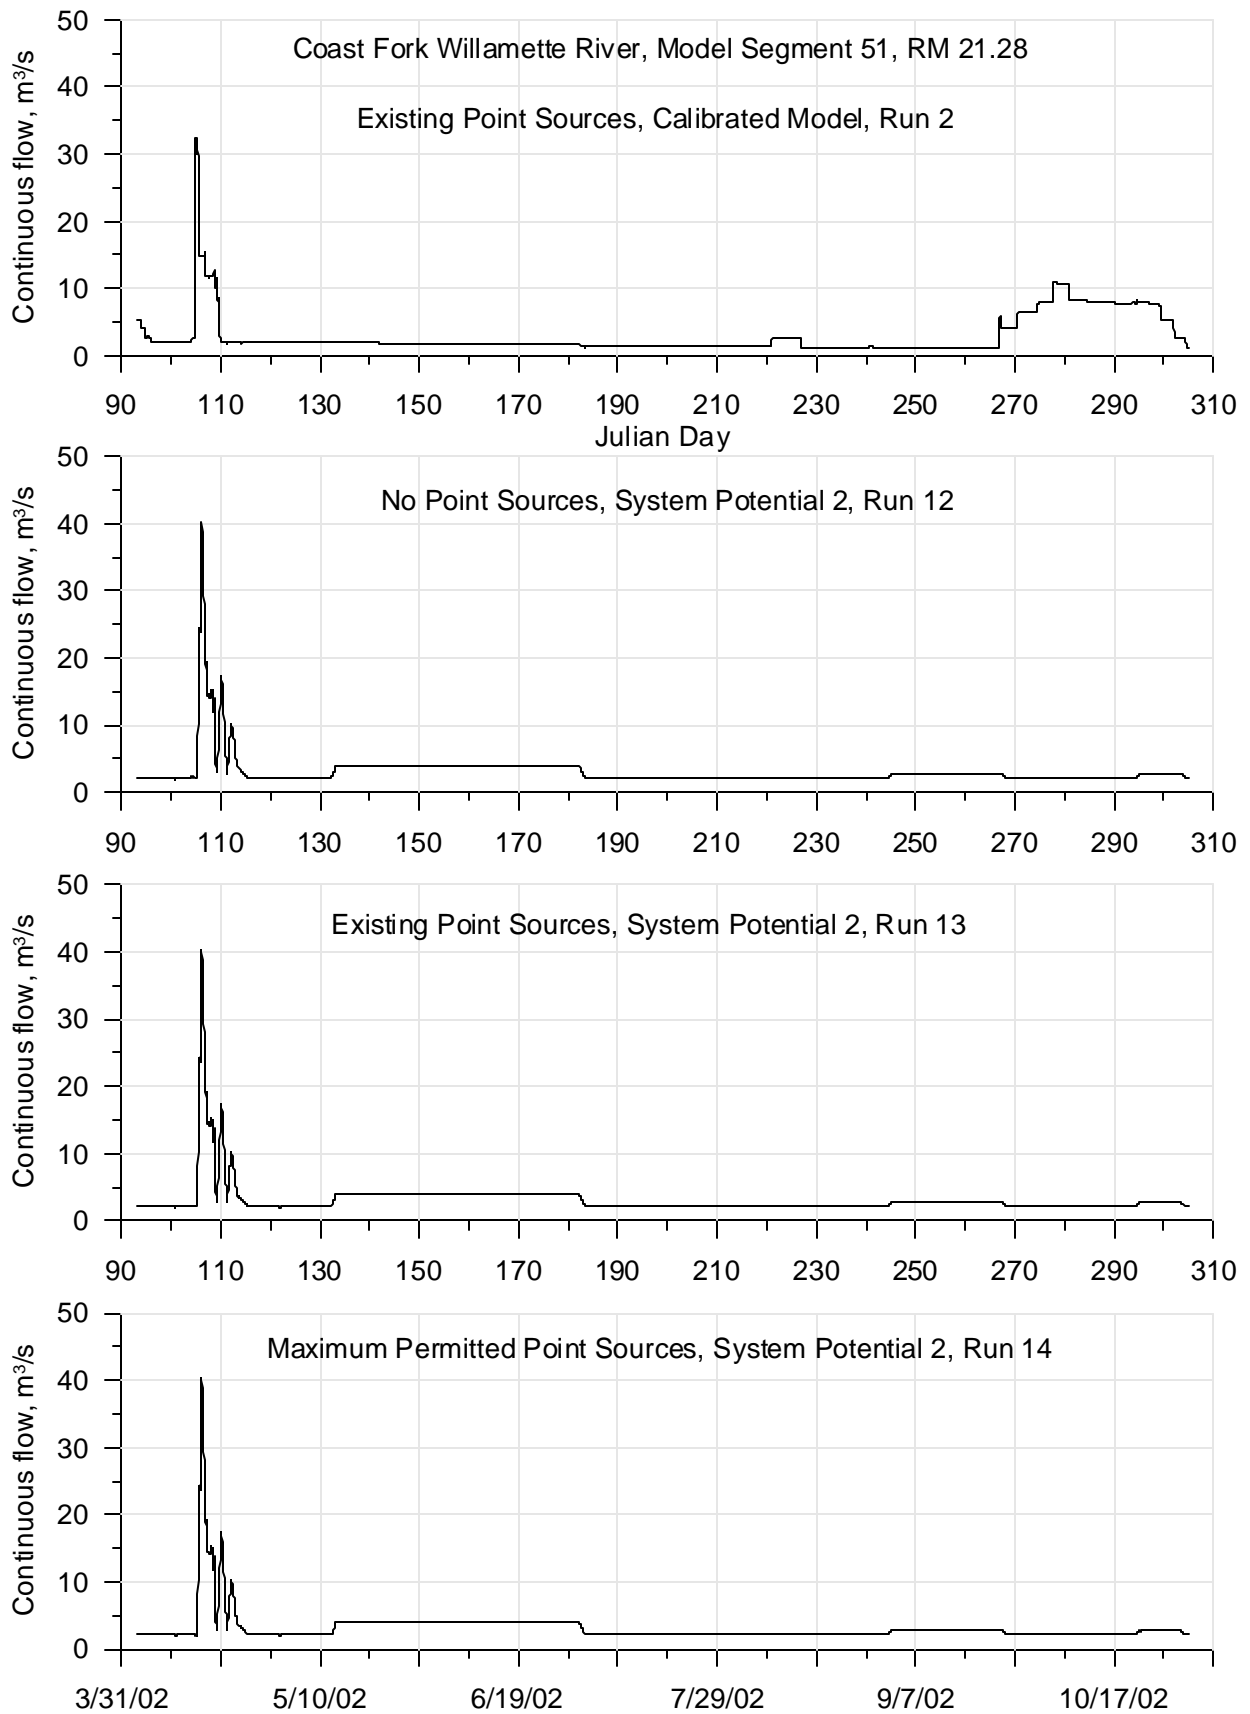 Coast Fork Willamette River, Model Segment 51, RM 21.28
Existing Point Sources, Calibrated Model, Run 2
Continuous flow, m³/s
50
40
30
20
10
0
90 110 130 150 170 190 210 230 250 270 290 310
Julian Day
No Point Sources, System Potential 2, Run 12
Continuous flow, m³/s
50
40
30
20
10
0
90 110 130 150 170 190 210 230 250 270 290 310
Existing Point Sources, System Potential 2, Run 13
Continuous flow, m³/s
50
40
30
20
10
0
90 110 130 150 170 190 210 230 250 270 290 310
Maximum Permitted Point Sources, System Potential 2, Run 14
Continuous flow, m³/s
50
40
30
20
10
0
3/31/02 5/10/02 6/19/02 7/29/02 9/7/02 10/17/02